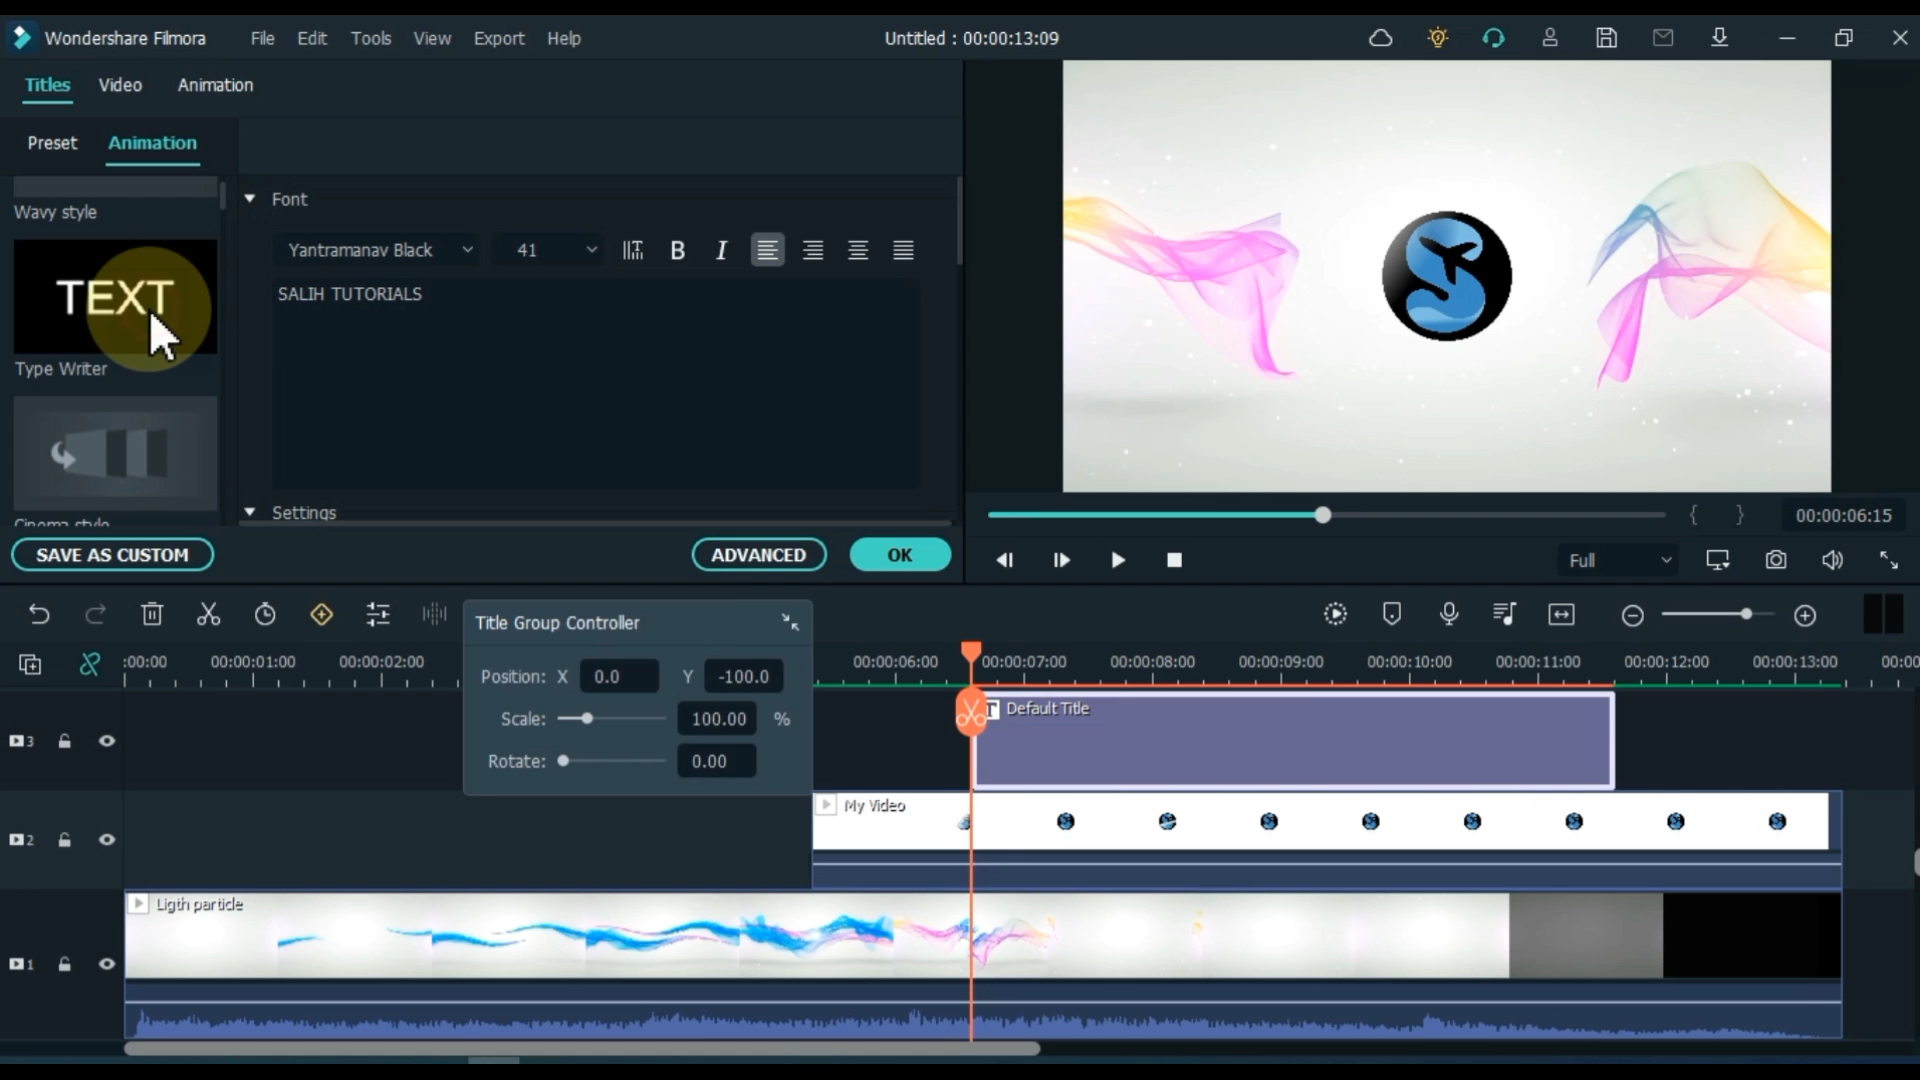 Wondershare Filmora File Edit Tools View Export Help Untitled : 00:00:13:09
Titles Video Animation
Preset Animation
Wavy style
TEXT
Type Writer
Cinema style
Font
Yantramanav Black 41 B I
SALIH TUTORIALS
Settings
SAVE AS CUSTOM ADVANCED OK
S
{ } 00:00:06:15
Full
Title Group Controller
Position: X 0.0 Y -100.0
Scale: 100.00 %
Rotate: 0.00
:00:00 00:00:01:00 00:00:02:00 00:00:06:00 00:00:07:00 00:00:08:00 00:00:09:00 00:00:10:00 00:00:11:00 00:00:12:00 00:00:13:00 00:00
3 T Default Title
2 My Video
1 Ligth particle